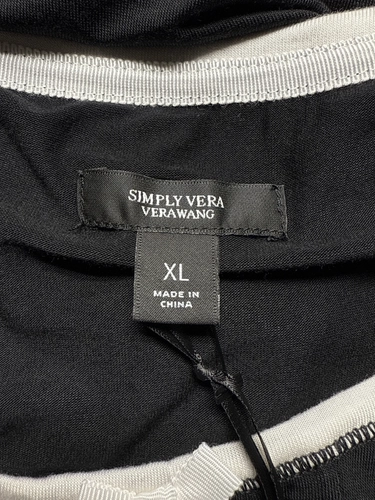 SIMPLY VERA
VERAWANG
XL
MADE IN
CHINA